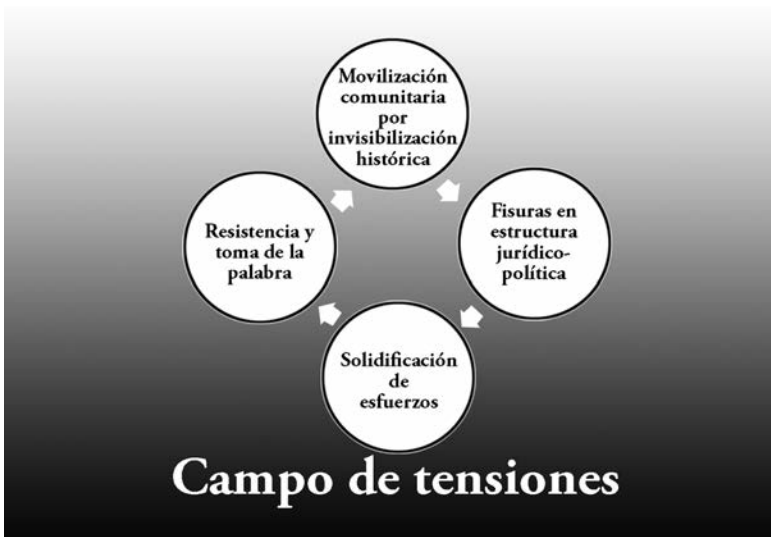 Movilización
comunitaria
por
invisibilización
histórica
Fisuras en
estructura
jurídico-
política
Solidificación
de
esfuerzos
Resistencia y
toma de la
palabra
Campo de tensiones